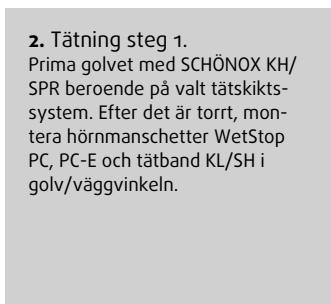 2. Tätning steg 1.
Prima golvet med SCHÖNOX KH/
SPR beroende på valt tätskikts-
system. Efter det är torrt, mon-
tera hörnmanschetter WetStop
PC, PC-E och tätband KL/SH i
golv/väggvinkeln.